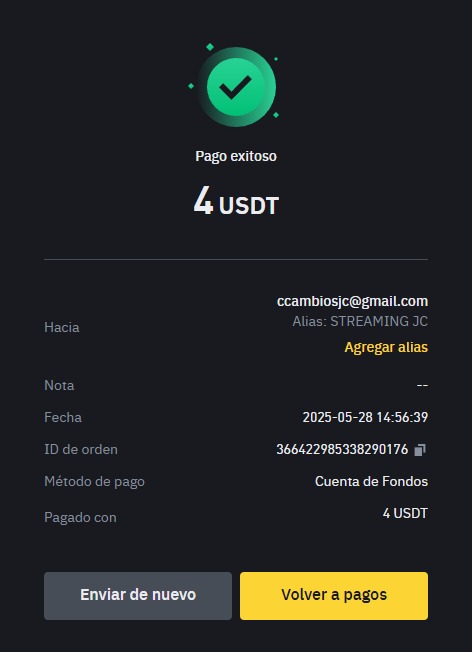 Pago exitoso
4 USDT
Hacia
ccambiosjc@gmail.com
Alias: STREAMING JC
Agregar alias
Nota
--
Fecha
2025-05-28 14:56:39
ID de orden
366422985338290176
Método de pago
Cuenta de Fondos
Pagado con
4 USDT
Enviar de nuevo
Volver a pagos